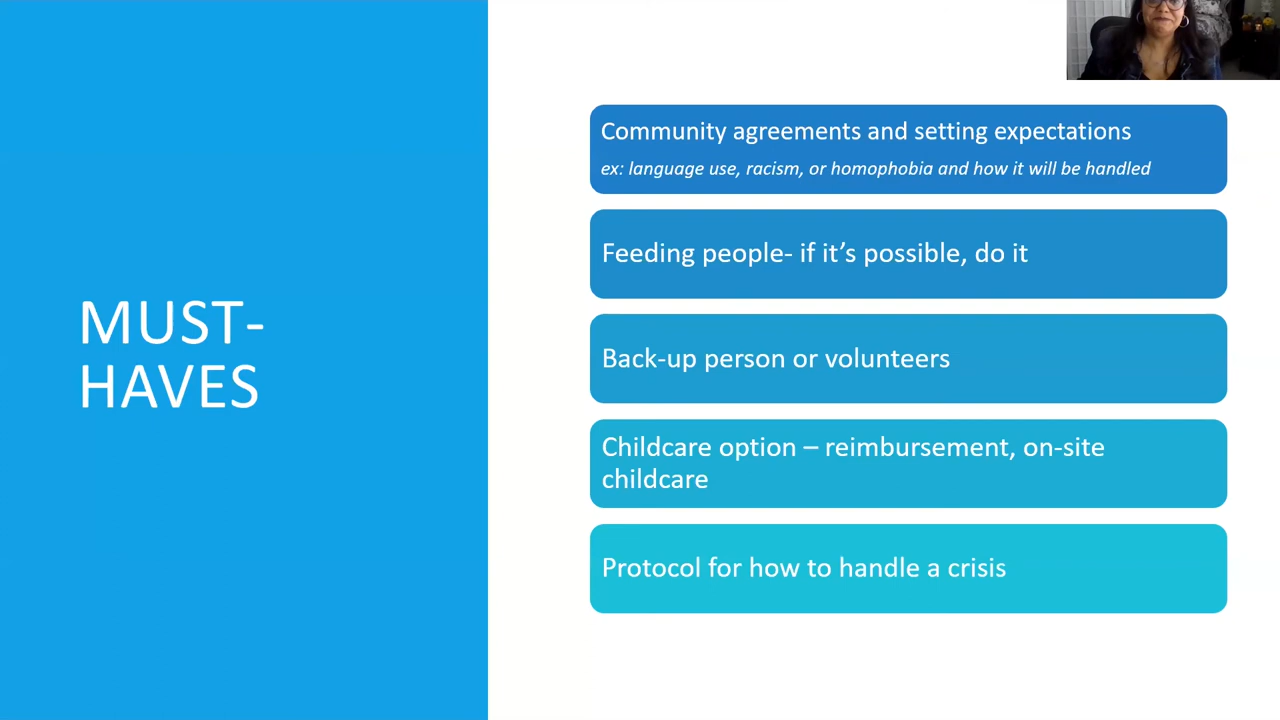 MUST-
HAVES
Community agreements and setting expectations
ex: language use, racism, or homophobia and how it will be handled
Feeding people- if it’s possible, do it
Back-up person or volunteers
Childcare option – reimbursement, on-site
childcare
Protocol for how to handle a crisis